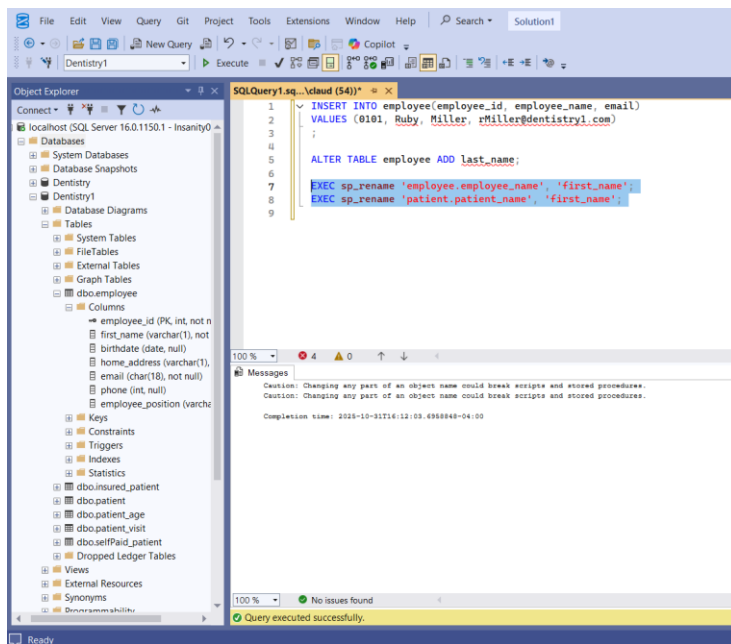 File Edit View Query Git Project Tools Extensions Window Help Search Solution1
New Query Copilot
Dentistry1 Execute
Object Explorer
Connect
localhost (SQL Server 16.0.1150.1 - Insanity0
Databases
System Databases
Database Snapshots
Dentistry
Dentistry1
Database Diagrams
Tables
System Tables
FileTables
External Tables
Graph Tables
dbo.employee
Columns
employee_id (PK, int, not n
first_name (varchar(1), not
birthdate (date, null)
home_address (varchar(1),
email (char(18), not null)
phone (int, null)
employee_position (varcha
Keys
Constraints
Triggers
Indexes
Statistics
dbo.insured_patient
dbo.patient
dbo.patient_age
dbo.patient_visit
dbo.selfPaid_patient
Dropped Ledger Tables
Views
External Resources
Synonyms
Programmability
SQLQuery1.sq...\claud (54))*
1 INSERT INTO employee(employee_id, employee_name, email)
2 VALUES (0101, Ruby, Miller, rMiller@dentistry1.com)
3 ;
4
5 ALTER TABLE employee ADD last_name;
6
7 EXEC sp_rename 'employee.employee_name', 'first_name';
8 EXEC sp_rename 'patient.patient_name', 'first_name';
9
100 % 4 0
Messages
Caution: Changing any part of an object name could break scripts and stored procedures.
Caution: Changing any part of an object name could break scripts and stored procedures.
Completion time: 2025-10-31T16:12:03.6958848-04:00
100 % No issues found
Query executed successfully.
Ready